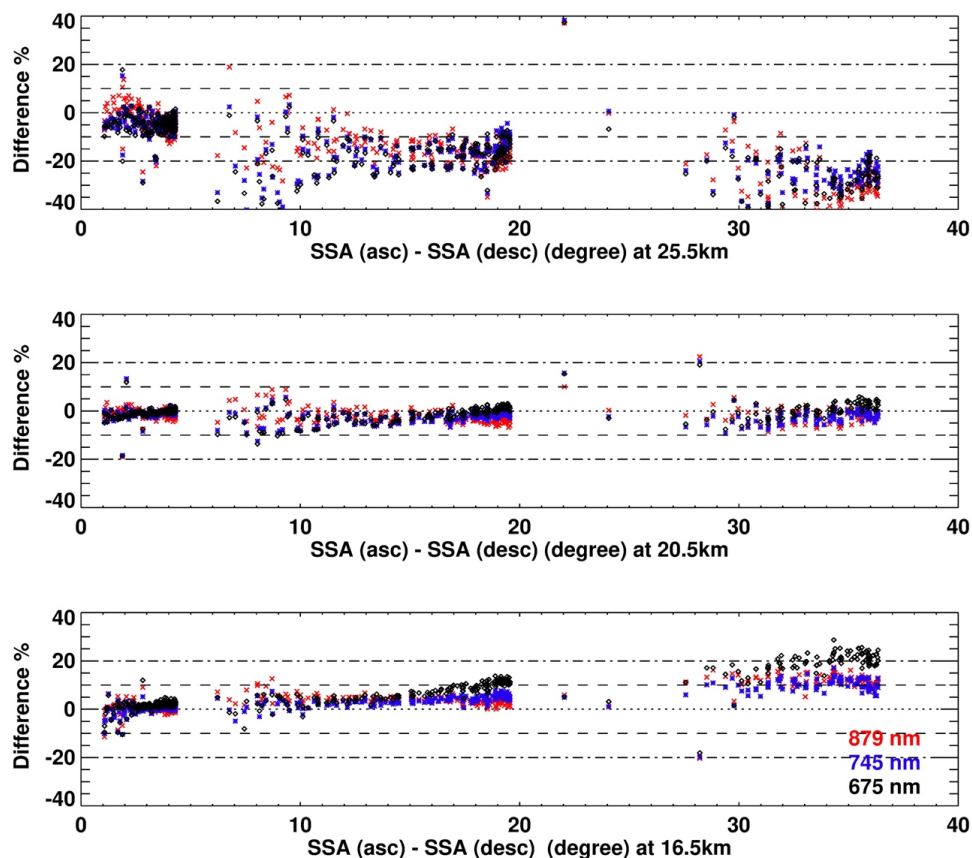 40
20
0
-20
-40
Difference %
0 10 20 30 40
SSA (asc) - SSA (desc) (degree) at 25.5km
40
20
0
-20
-40
Difference %
0 10 20 30 40
SSA (asc) - SSA (desc) (degree) at 20.5km
40
20
0
-20
-40
Difference %
879 nm
745 nm
675 nm
0 10 20 30 40
SSA (asc) - SSA (desc) (degree) at 16.5km